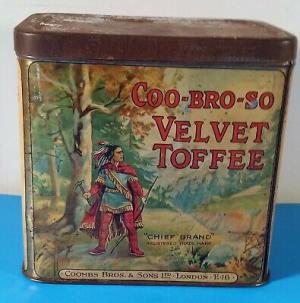 COO-BRO-SO
VELVET
TOFFEE
"CHIEF BRAND"
REGISTERED TRADE MARK
COOMBS BROS. & SONS LTD LONDON · E·16